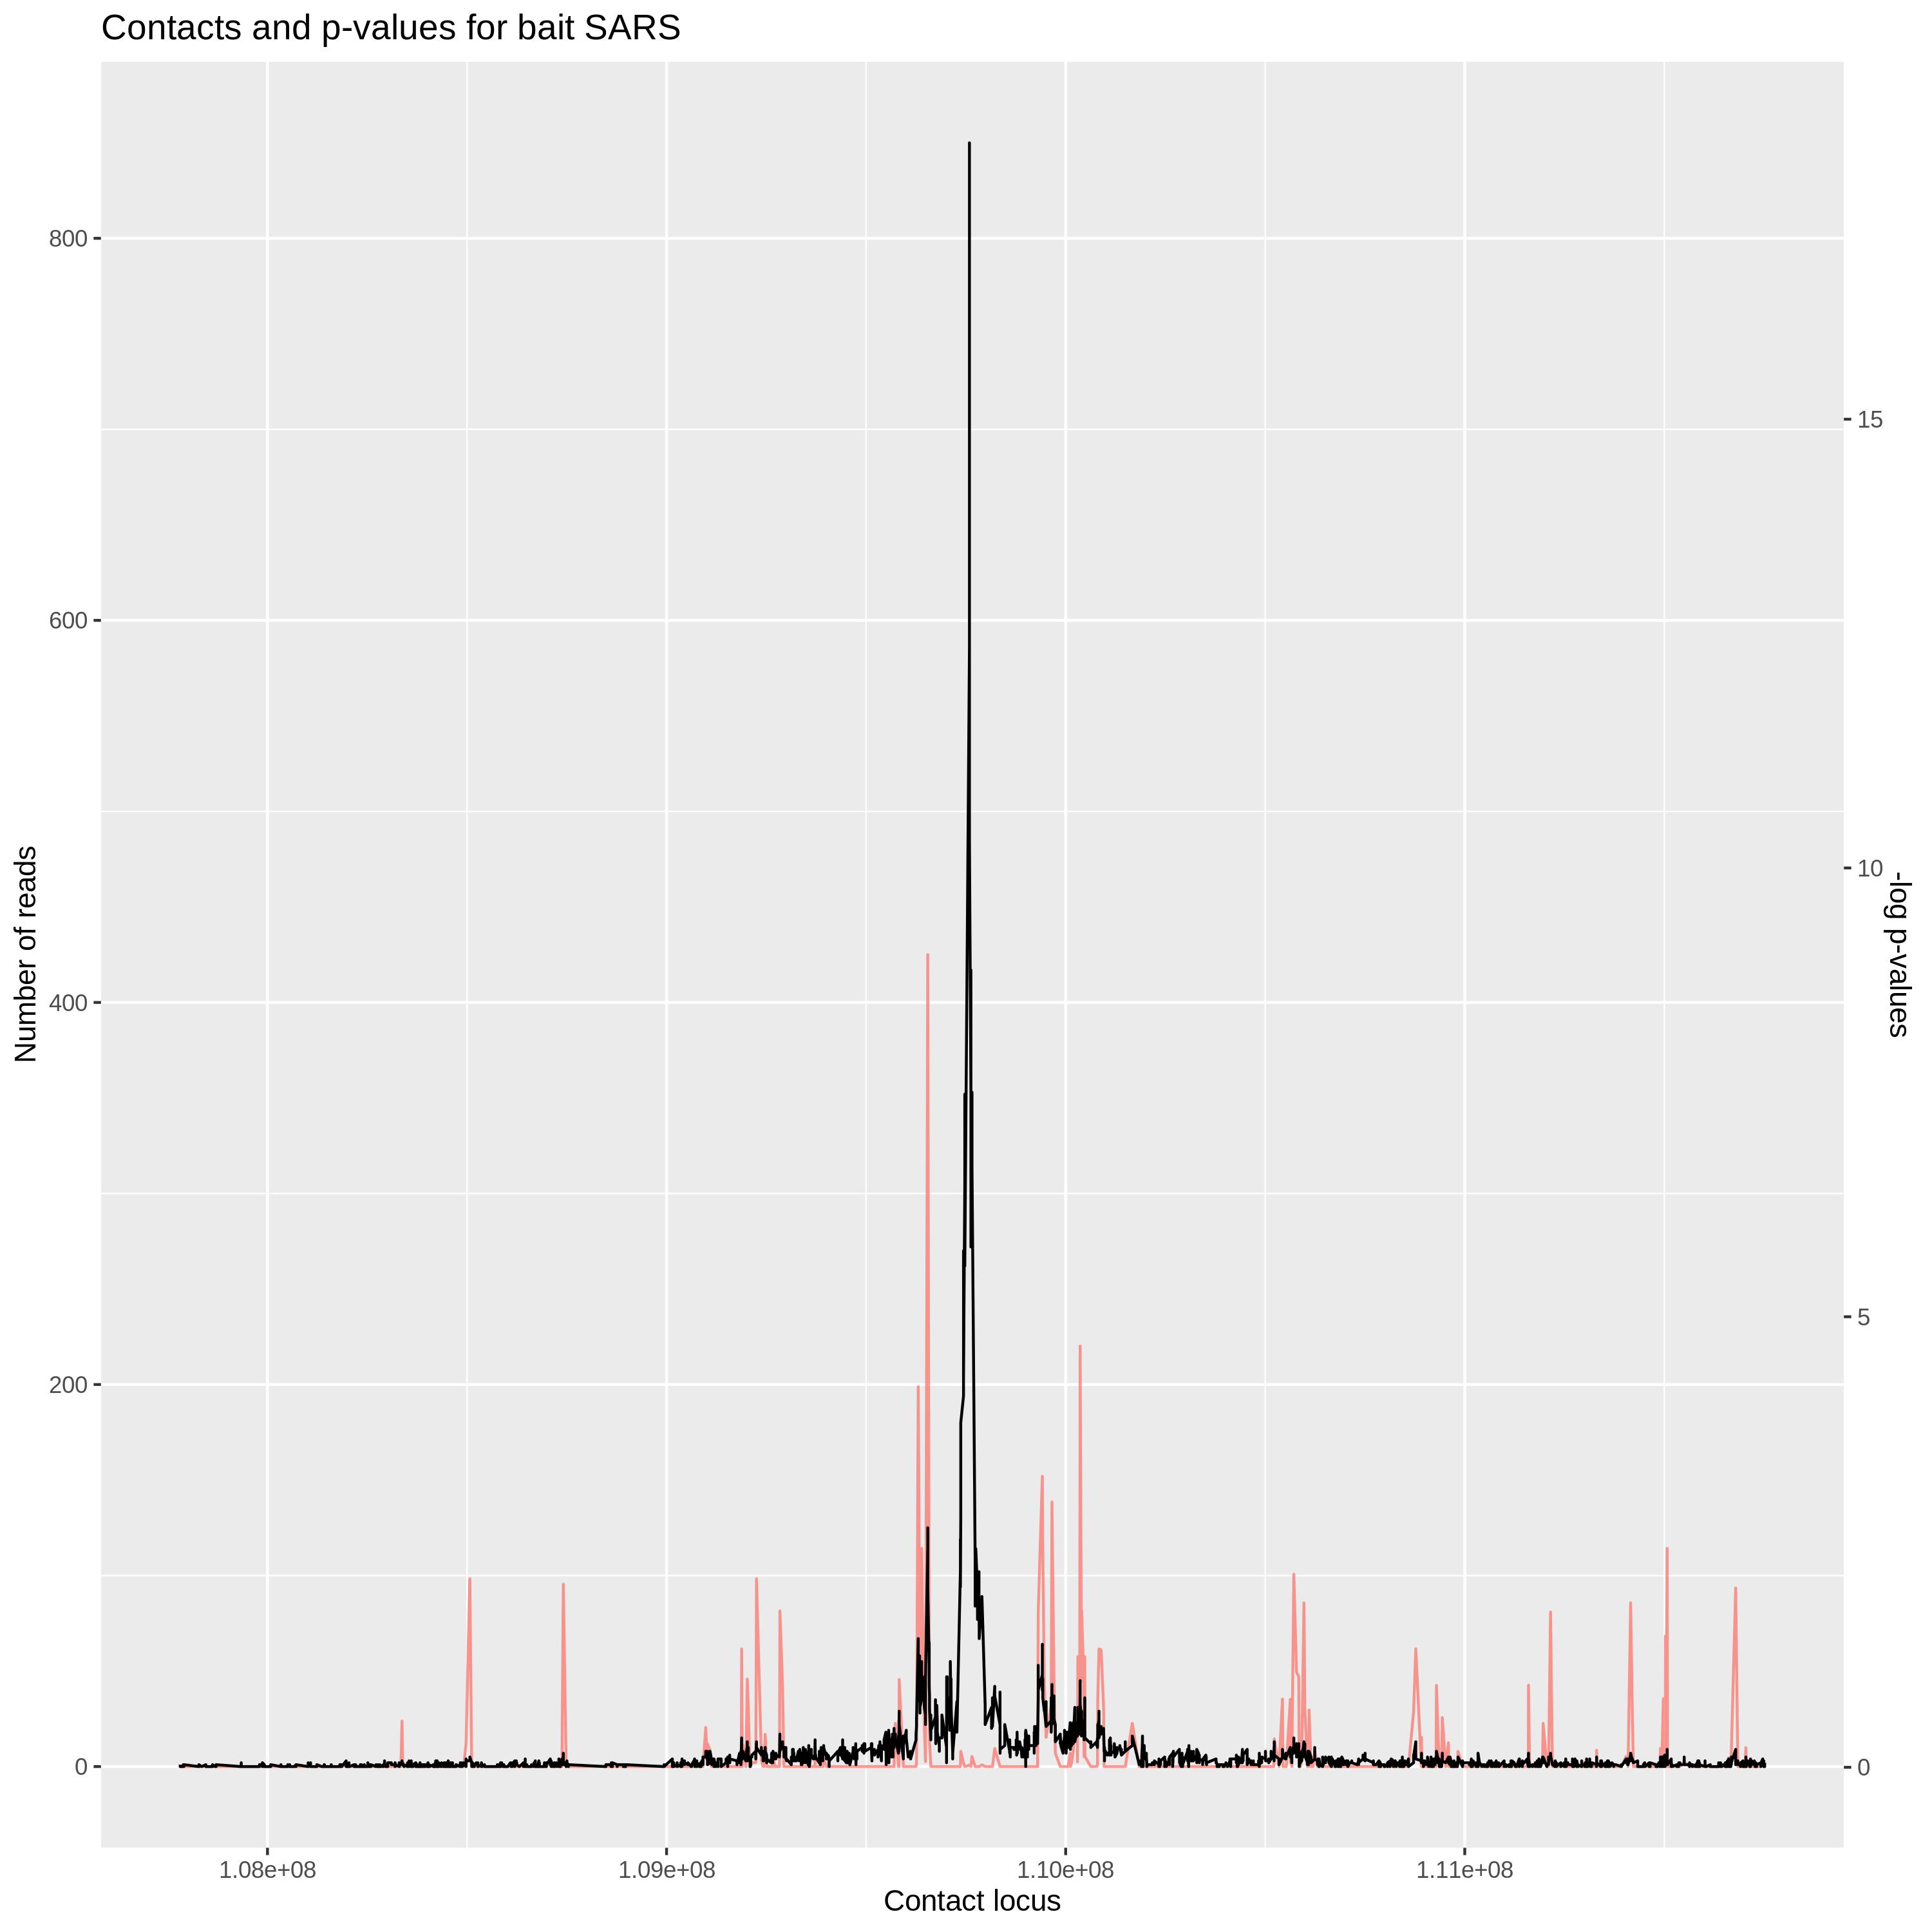 Contacts and p-values for bait SARS
800
600
400
200
0
Number of reads
15
10
5
0
-log p-values
1.08e+08
1.09e+08
1.10e+08
1.11e+08
Contact locus